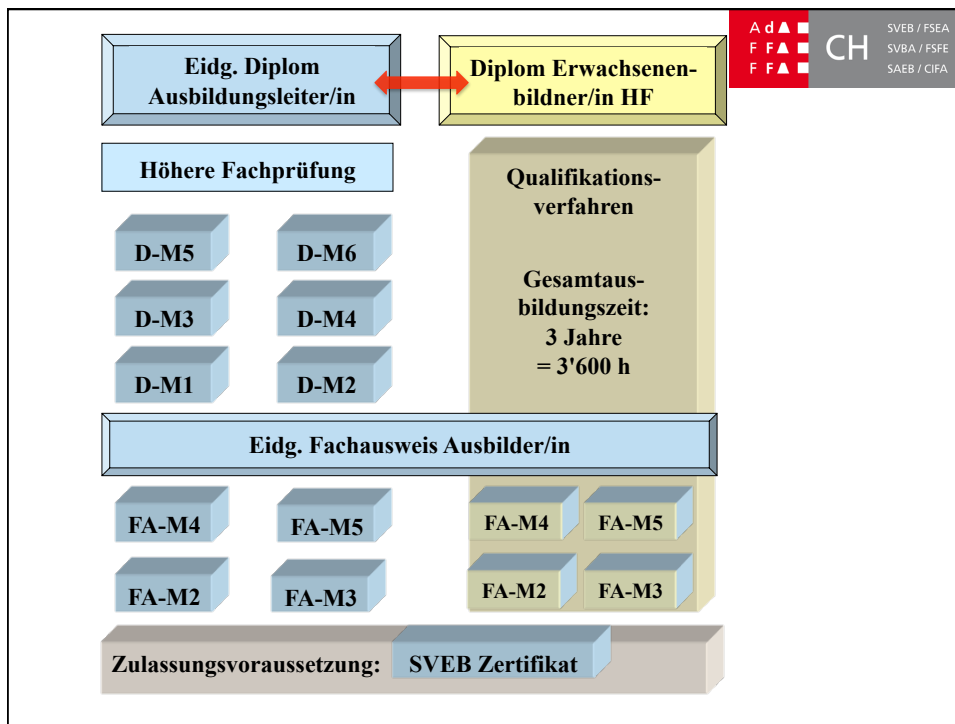 AdA
FFA
FFA
CH
SVEB / FSEA
SVBA / FSFE
SAEB / CIFA
Eidg. Diplom
Ausbildungsleiter/in
Diplom Erwachsenen-
bildner/in HF
Höhere Fachprüfung
Qualifikations-
verfahren
D-M5
D-M6
Gesamtaus-
bildungszeit:
3 Jahre
= 3'600 h
D-M3
D-M4
D-M1
D-M2
Eidg. Fachausweis Ausbilder/in
FA-M4
FA-M5
FA-M4
FA-M5
FA-M2
FA-M3
FA-M2
FA-M3
Zulassungsvoraussetzung:
SVEB Zertifikat